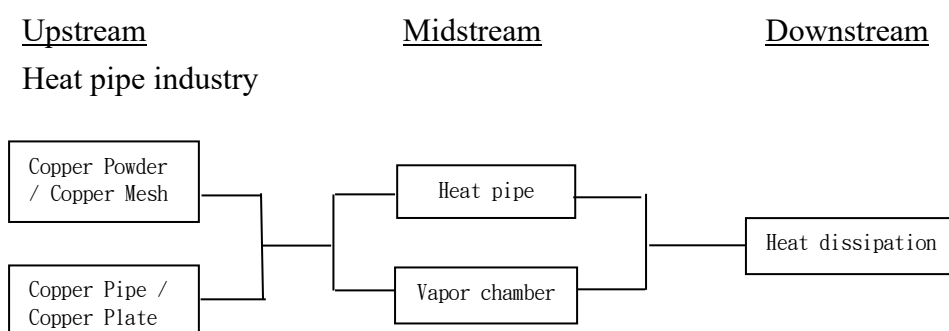 Upstream
Midstream
Downstream
Heat pipe industry
Copper Powder
/ Copper Mesh
Heat pipe
Heat dissipation
Copper Pipe /
Copper Plate
Vapor chamber